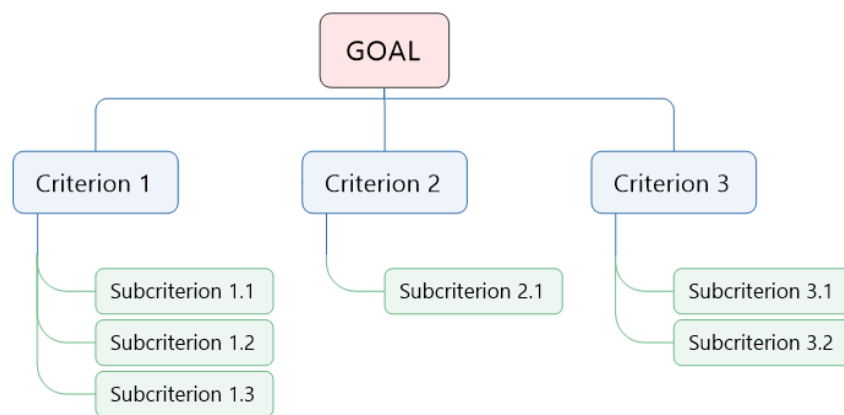 GOAL
Criterion 1
Criterion 2
Criterion 3
Subcriterion 1.1
Subcriterion 2.1
Subcriterion 3.1
Subcriterion 1.2
Subcriterion 3.2
Subcriterion 1.3